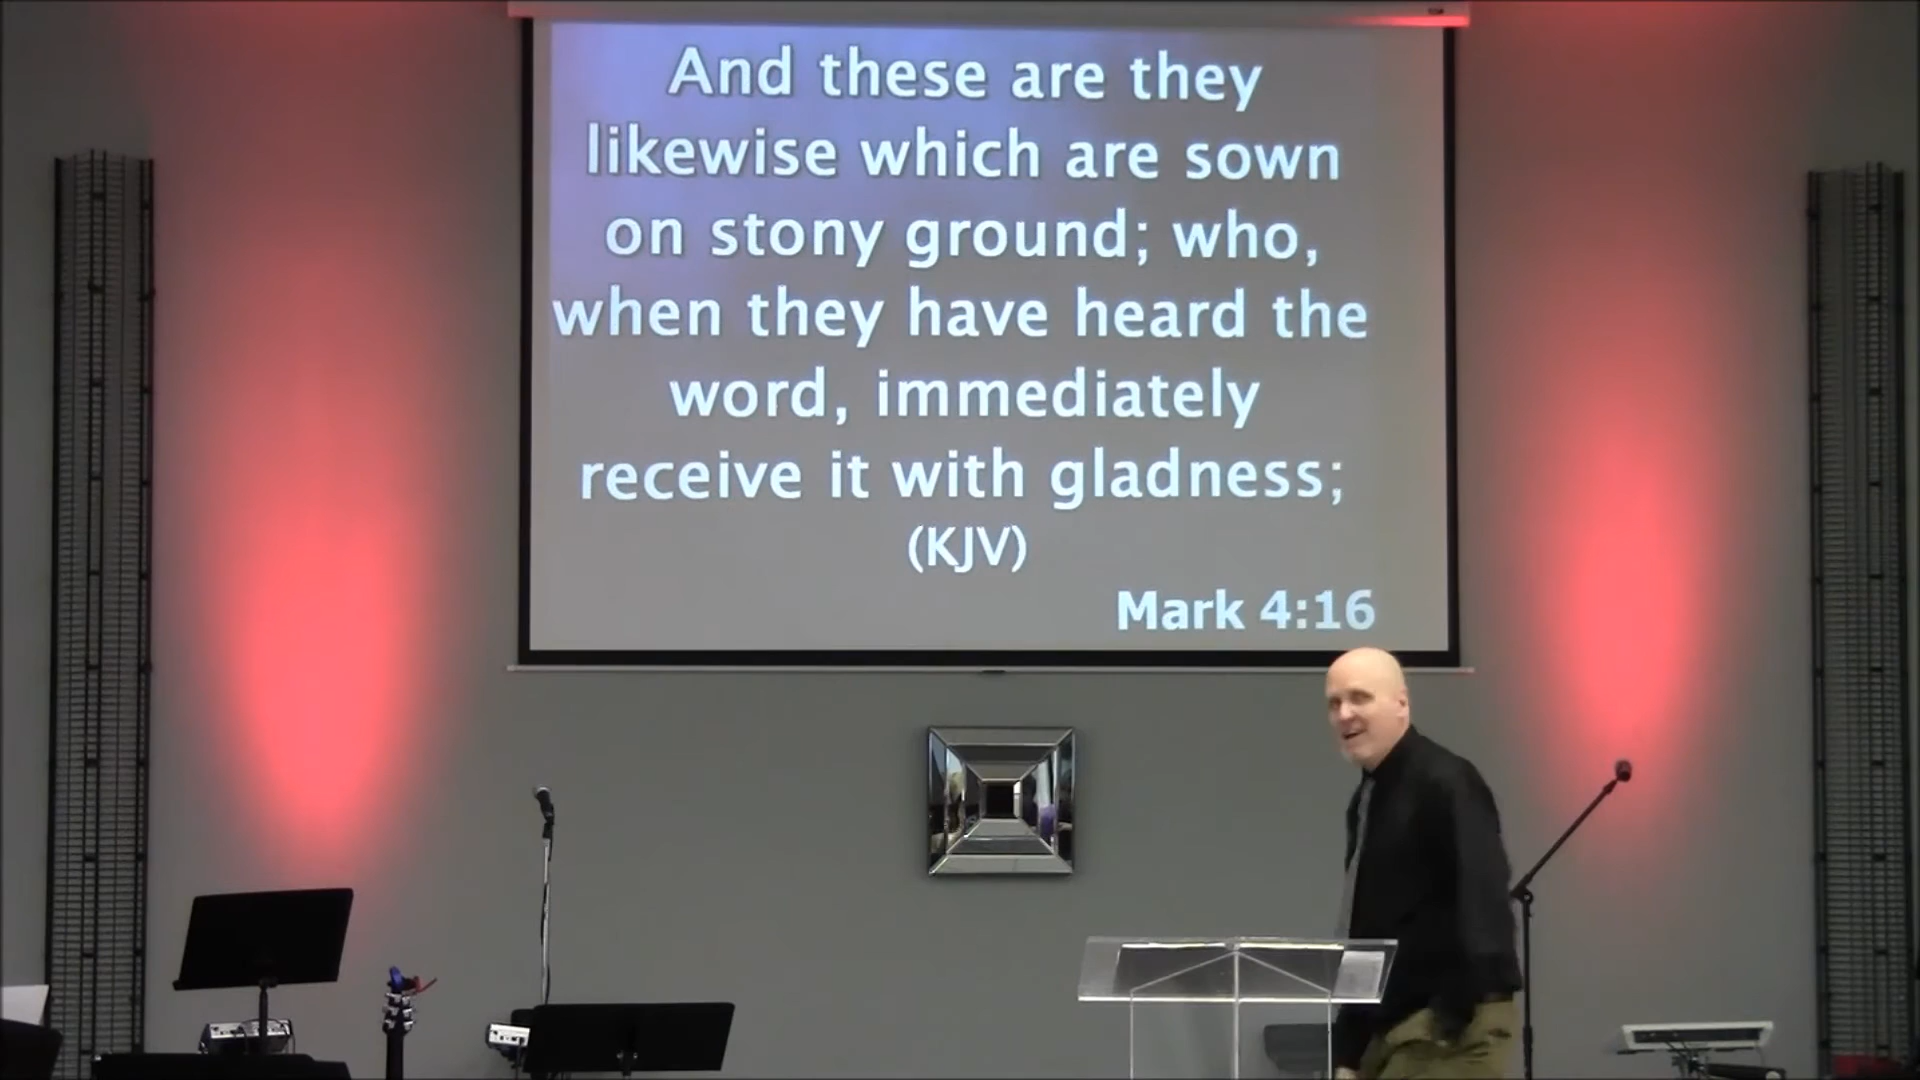 And these are they
likewise which are sown
on stony ground; who,
when they have heard the
word, immediately
receive it with gladness;
(KJV)
Mark 4:16